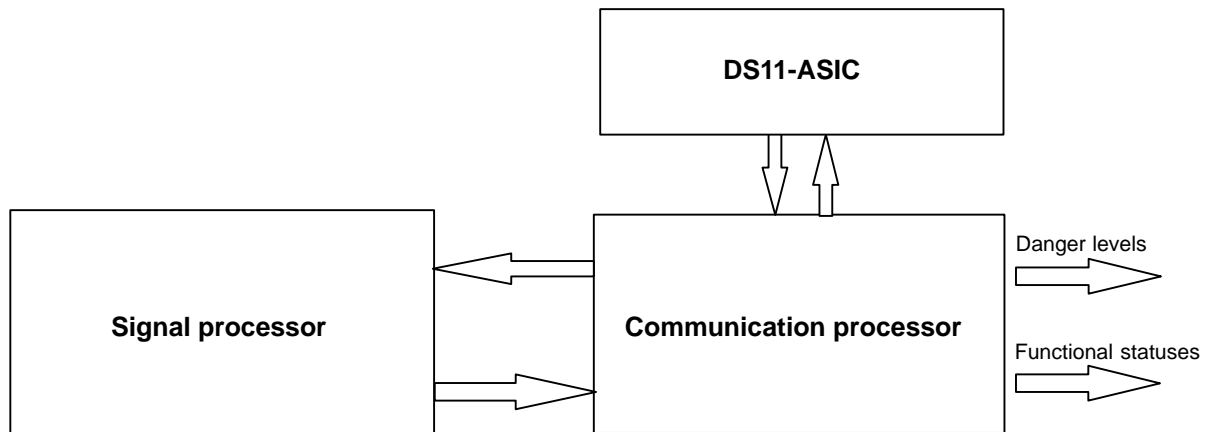 DS11-ASIC
Danger levels
Signal processor
Communication processor
Functional statuses